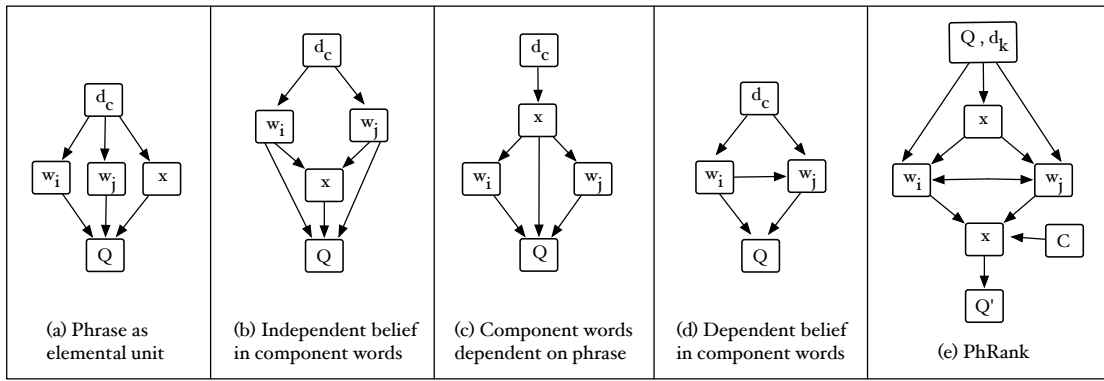 d_c
w_i w_j x
Q
(a) Phrase as
elemental unit
d_c
w_i w_j
x
Q
(b) Independent belief
in component words
d_c
x
w_i w_j
Q
(c) Component words
dependent on phrase
d_c
w_i w_j
Q
(d) Dependent belief
in component words
Q , d_k
x
w_i w_j
x C
Q'
(e) PhRank